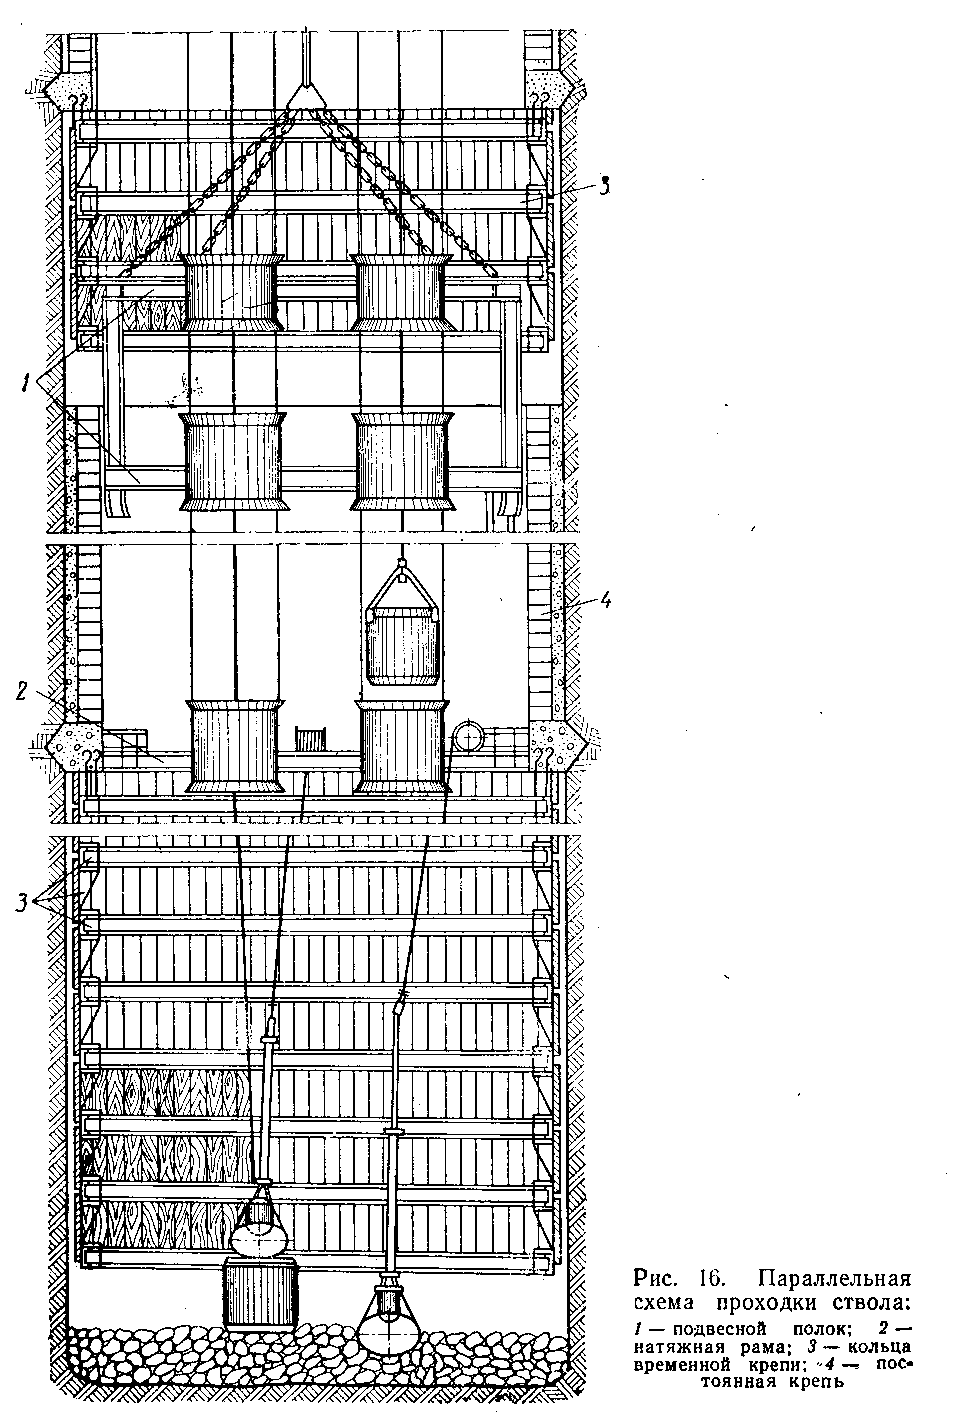 3
1
4
2
3
Рис. 16. Параллельная
схема проходки ствола:
1 — подвесной полок; 2 —
натяжная рама; 3 — кольца
временной крепи; 4 — пос-
тоянная крепь